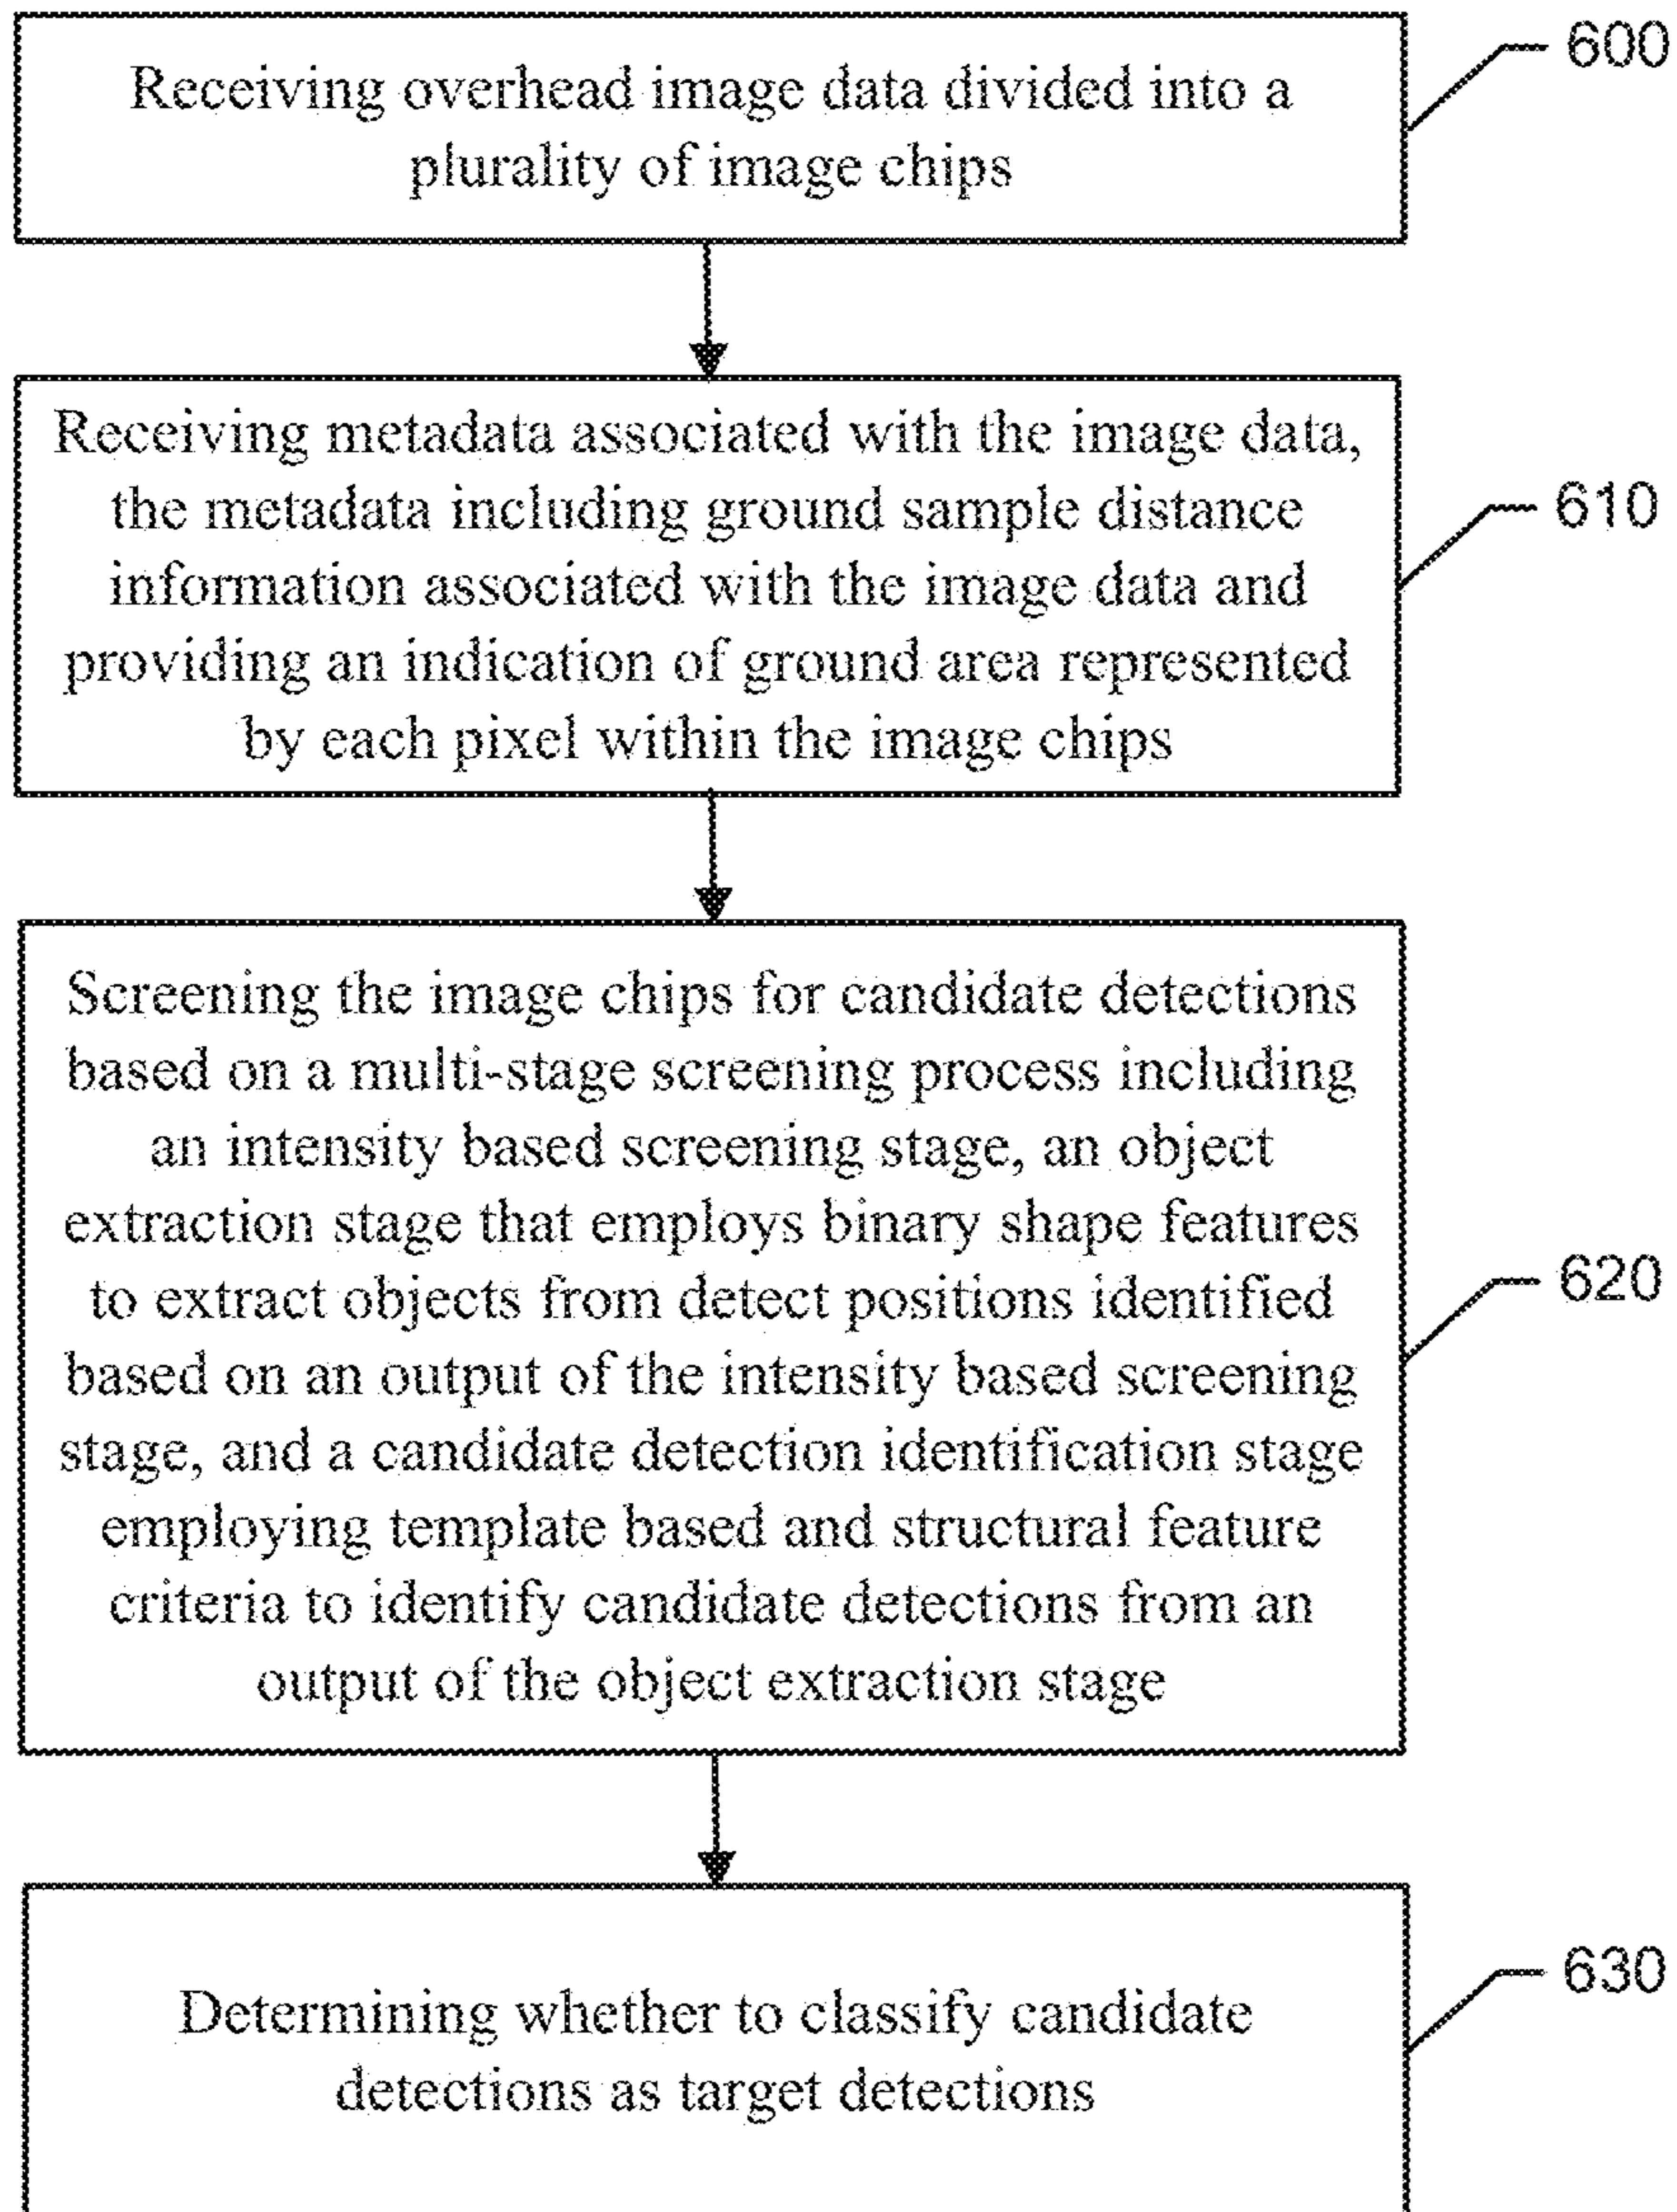 Receiving overhead image data divided into a
plurality of image chips
600
Receiving metadata associated with the image data,
the metadata including ground sample distance
information associated with the image data and
providing an indication of ground area represented
by each pixel within the image chips
610
Screening the image chips for candidate detections
based on a multi-stage screening process including
an intensity based screening stage, an object
extraction stage that employs binary shape features
to extract objects from detect positions identified
based on an output of the intensity based screening
stage, and a candidate detection identification stage
employing template based and structural feature
criteria to identify candidate detections from an
output of the object extraction stage
620
Determining whether to classify candidate
detections as target detections
630